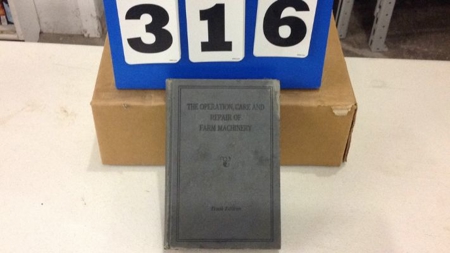 316
THE OPERATION, CARE AND
REPAIR OF
FARM MACHINERY